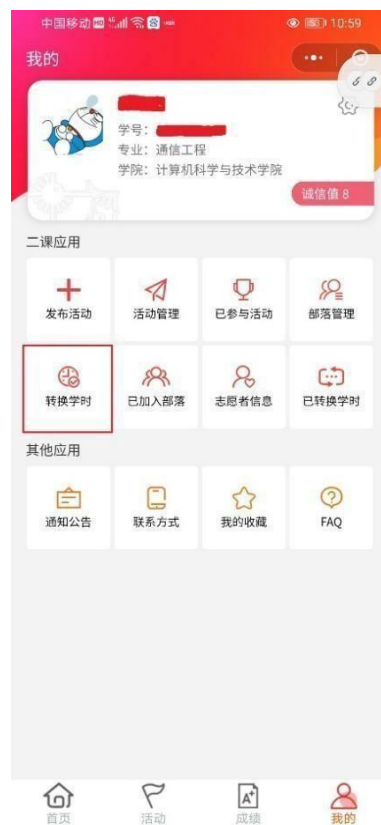 中国移动 10:59
我的
学号：
专业：通信工程
学院：计算机科学与技术学院
诚信值 8
二课应用
发布活动 活动管理 已参与活动 部落管理
转换学时 已加入部落 志愿者信息 已转换学时
其他应用
通知公告 联系方式 我的收藏 FAQ
首页 活动 成绩 我的